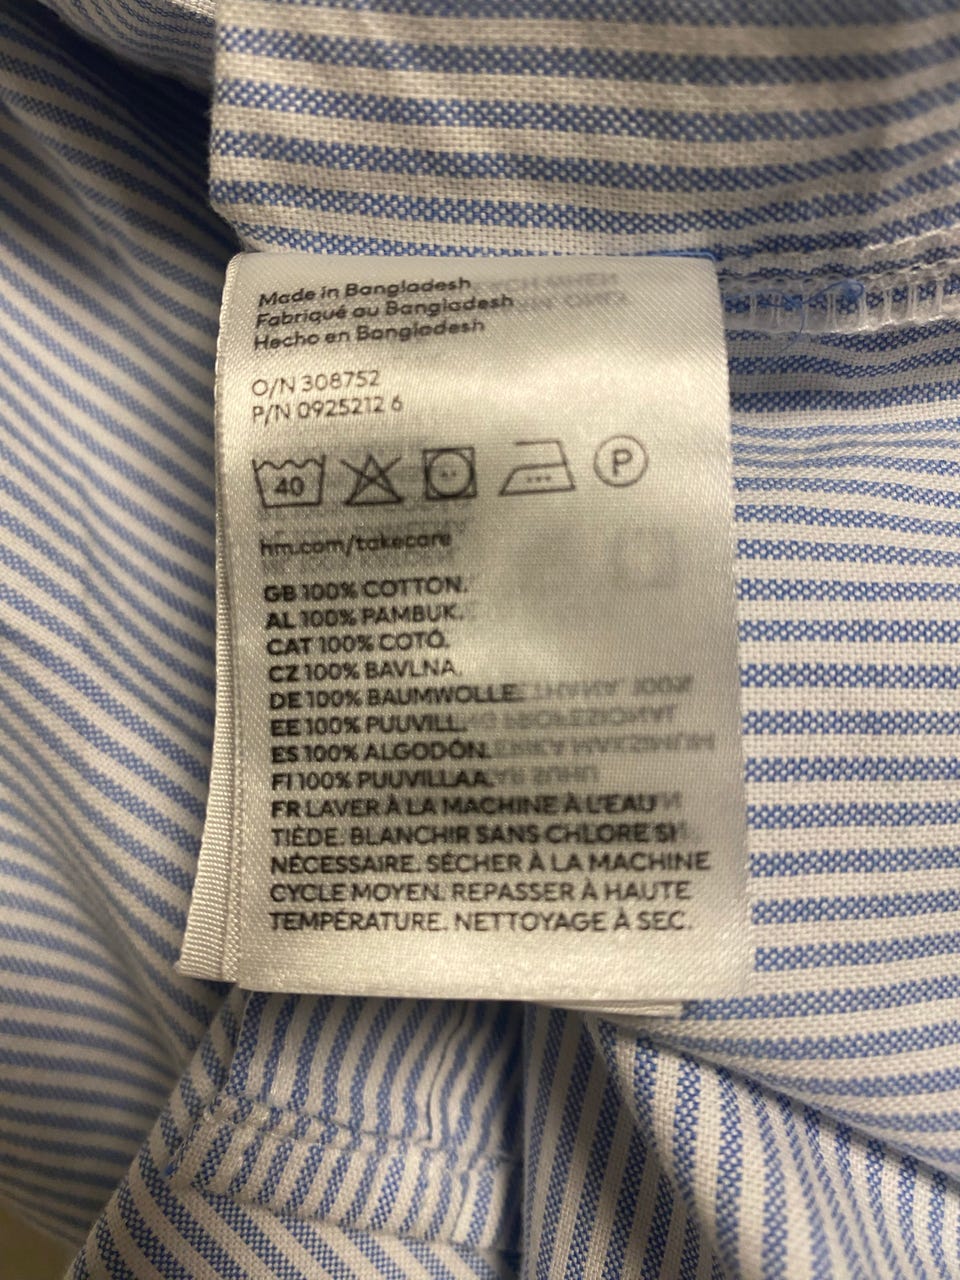 Made in Bangladesh
Fabriqué au Bangladesh
Hecho en Bangladesh
O/N 308752
P/N 0925212 6
40 P
hm.com/takecare
GB 100% COTTON.
AL 100% PAMBUK.
CAT 100% COTÓ.
CZ 100% BAVLNA.
DE 100% BAUMWOLLE.
EE 100% PUUVILL.
ES 100% ALGODÓN.
FI 100% PUUVILLAA.
FR LAVER À LA MACHINE À L'EAU
TIÈDE. BLANCHIR SANS CHLORE SI
NÉCESSAIRE. SÉCHER À LA MACHINE
CYCLE MOYEN. REPASSER À HAUTE
TEMPÉRATURE. NETTOYAGE À SEC.